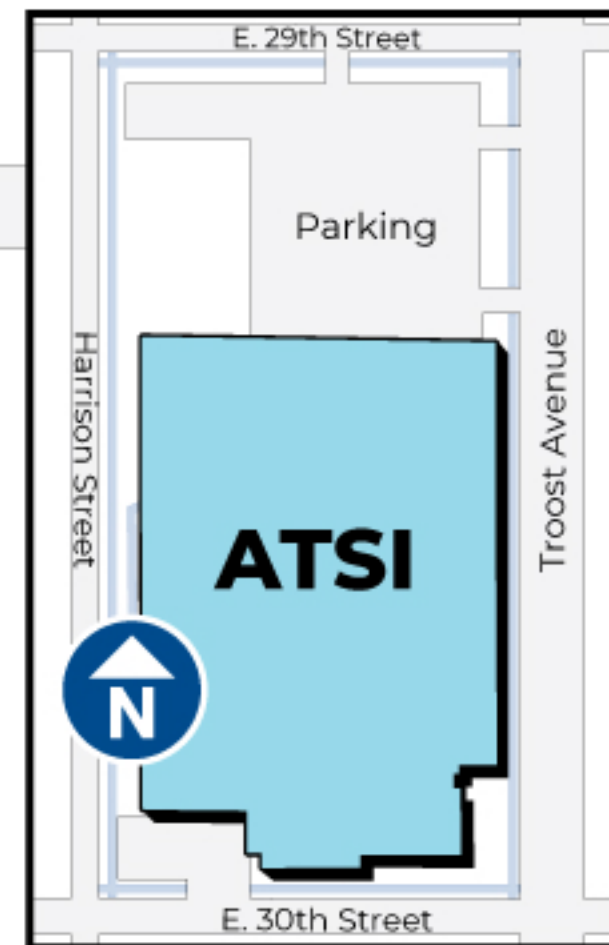 E. 29th Street
Parking
Harrison Street
Troost Avenue
ATSI
N
E. 30th Street